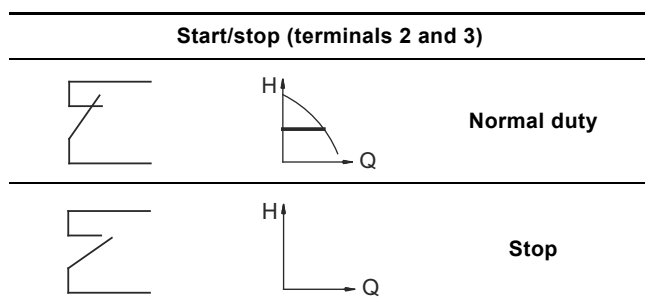 Start/stop (terminals 2 and 3)
H
Q
Normal duty
H
Q
Stop